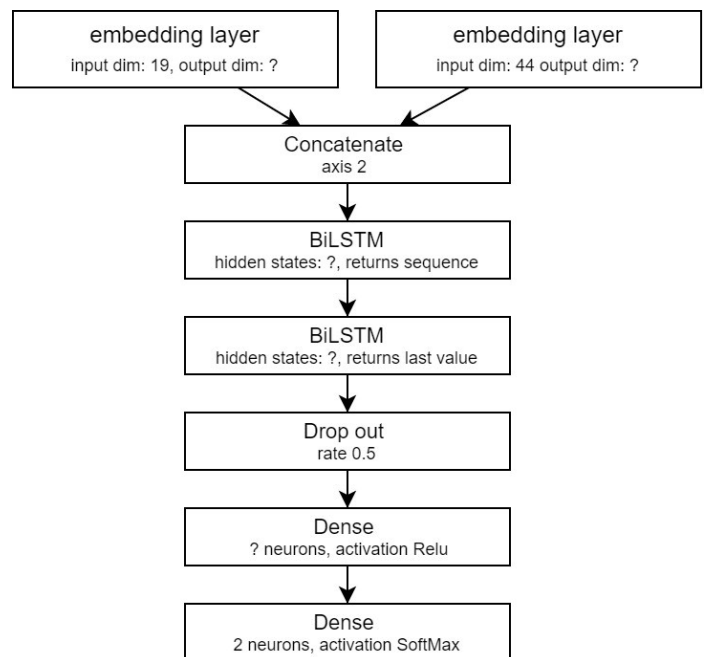 embedding layer
input dim: 19, output dim: ?
embedding layer
input dim: 44 output dim: ?
Concatenate
axis 2
BiLSTM
hidden states: ?, returns sequence
BiLSTM
hidden states: ?, returns last value
Drop out
rate 0.5
Dense
? neurons, activation Relu
Dense
2 neurons, activation SoftMax